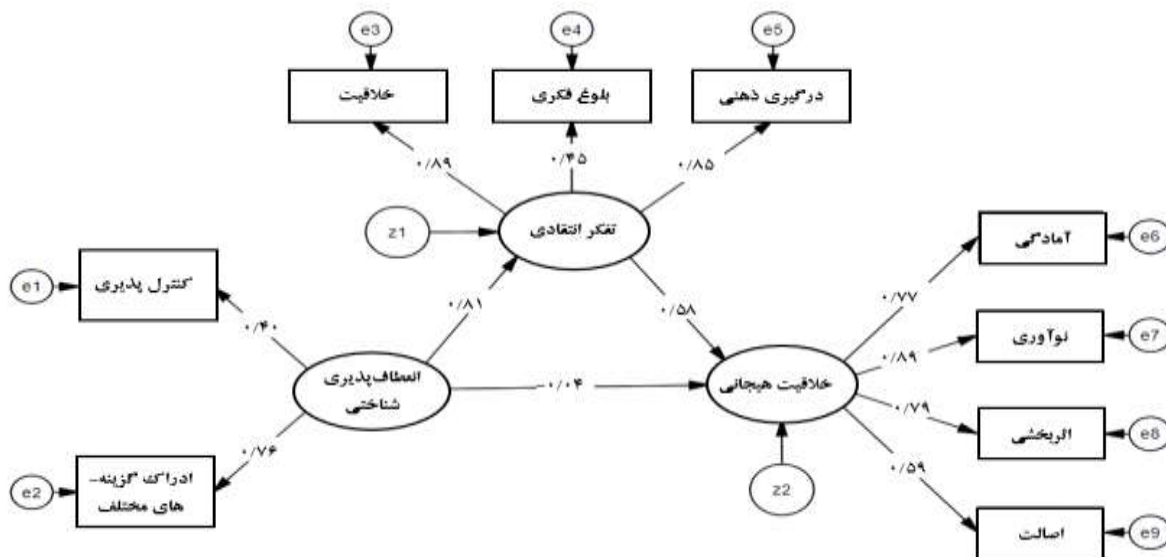 e3
e4
e5
خلاقیت
بلوغ فکری
درگیری ذهنی
۰/۸۹
۰/۴۵
۰/۸۵
z1
تفکر انتقادی
آمادگی
e6
e1
کنترل پذیری
۰/۸۱
۰/۵۸
۰/۷۷
نوآوری
e7
۰/۴۰
۰/۸۹
انعطاف‌پذیری
شناختی
۰/۰۴
خلاقیت هیجانی
۰/۷۹
اثربخشی
e8
۰/۷۶
۰/۵۹
e2
ادراک گزینه-
های مختلف
z2
اصالت
e9